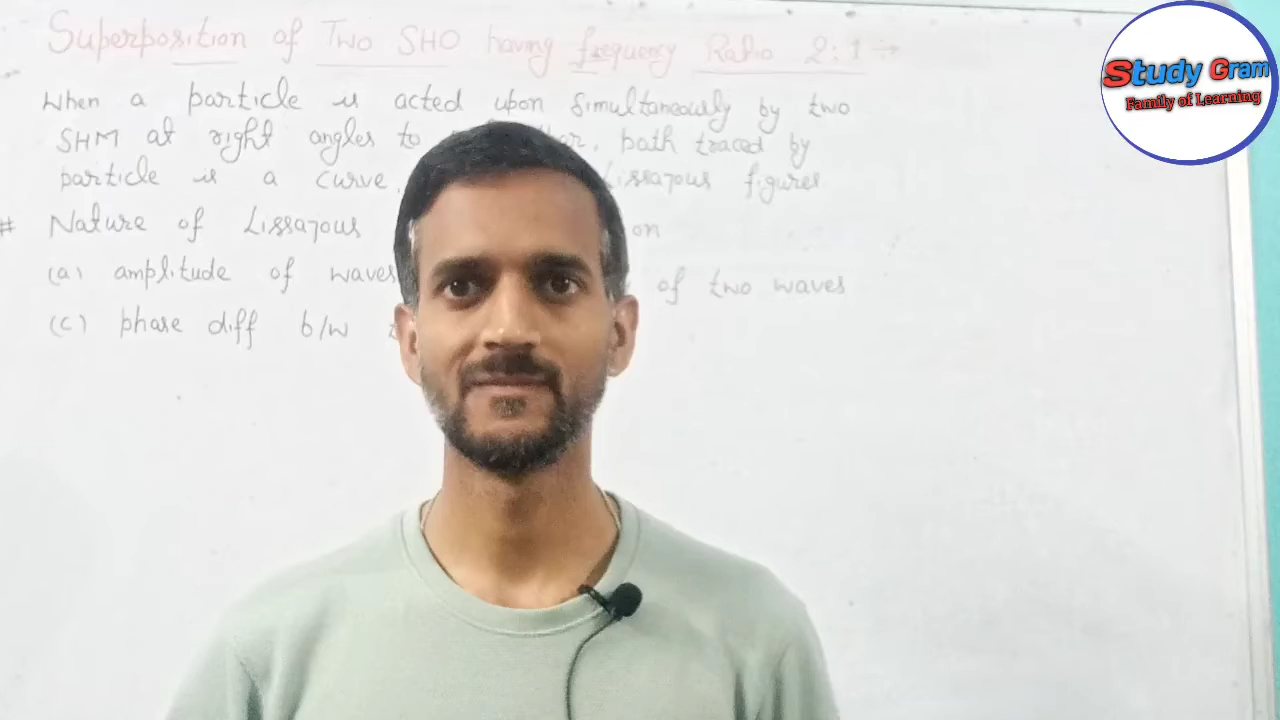 Superposition of Two SHO having frequency Ratio 2:1 :→
When a particle is acted upon simultaneously by two
SHM at right angles to path traced by
particle is a curve, Lissajous figures
# Nature of Lissajous on
(a) amplitude of waves of two waves
(c) phase diff b/w
Study Gram
Family of Learning